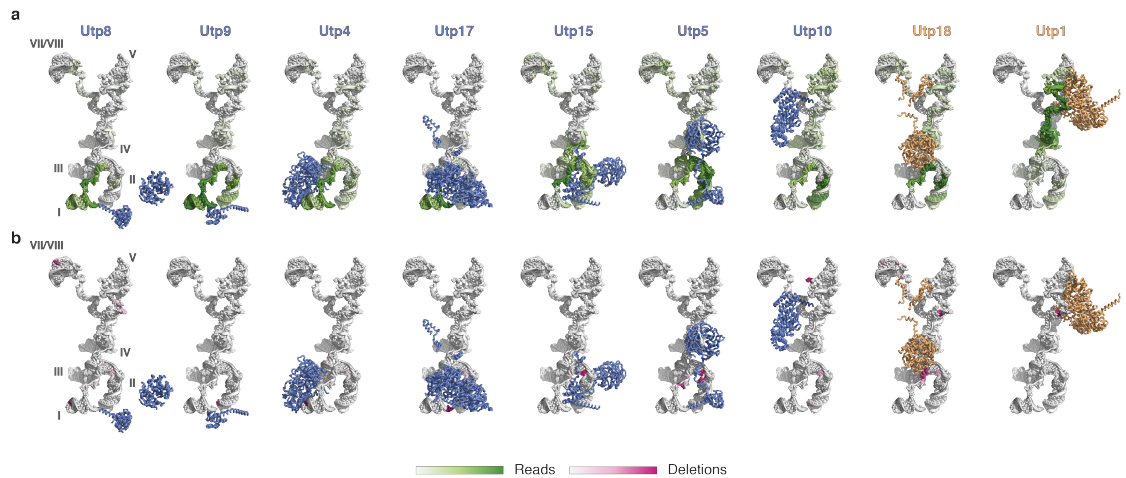 a
Utp8 Utp9 Utp4 Utp17 Utp15 Utp5 Utp10 Utp18 Utp1
VII/VIII V
IV
III
II
I
b
VII/VIII V
IV
III
II
I
Reads Deletions